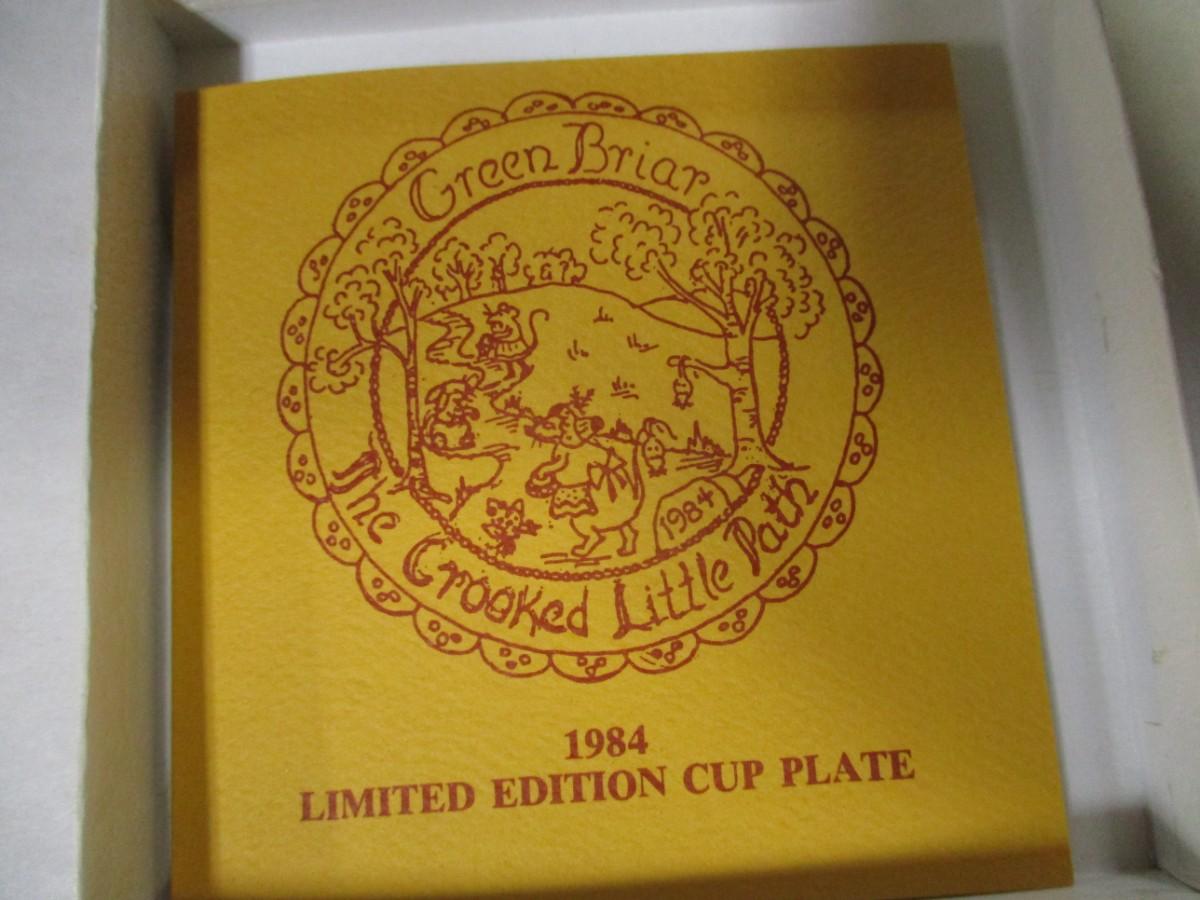 Green Briar
1984
The Crooked Little Path
1984
LIMITED EDITION CUP PLATE